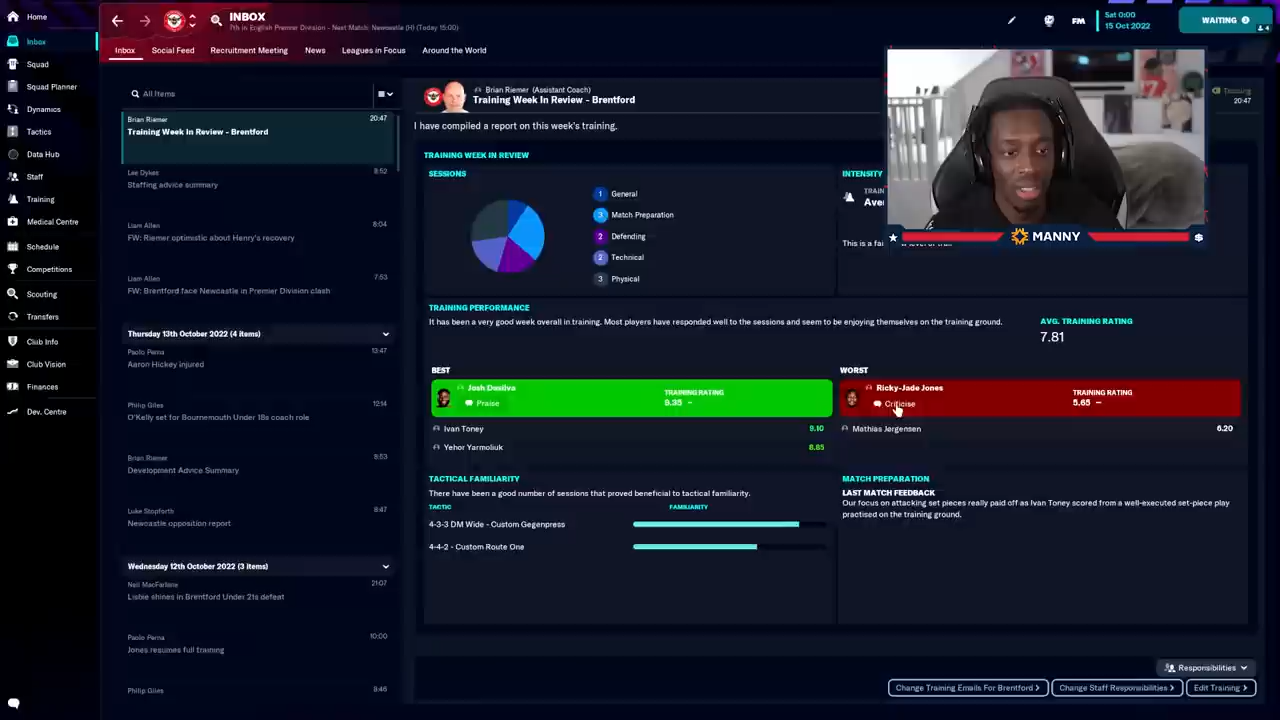 Home
Inbox
Squad
Squad Planner
Dynamics
Tactics
Data Hub
Staff
Training
Medical Centre
Schedule
Competitions
Scouting
Transfers
Club Info
Club Vision
Finances
Dev. Centre
INBOX
7th in English Premier Division - Next Match: Newcastle (H) (Today 15:00)
FM
Sat 0:00
15 Oct 2022
WAITING
4
Inbox
Social Feed
Recruitment Meeting
News
Leagues in Focus
Around the World
All Items
Brian Riemer 20:47
Training Week In Review - Brentford
Lee Dykes 8:52
Staffing advice summary
Liam Allen 8:04
FW: Riemer optimistic about Henry's recovery
Liam Allen 7:53
FW: Brentford face Newcastle in Premier Division clash
Thursday 13th October 2022 (4 items)
Paolo Perna 13:47
Aaron Hickey injured
Philip Giles 12:14
O'Kelly set for Bournemouth Under 18s coach role
Brian Riemer 9:53
Development Advice Summary
Luke Stopforth 8:47
Newcastle opposition report
Wednesday 12th October 2022 (3 items)
Neil MacFarlane 21:07
Lisbie shines in Brentford Under 21s defeat
Paolo Perna 10:00
Jones resumes full training
Philip Giles 9:46
Brian Riemer (Assistant Coach)
Training Week In Review - Brentford
Training
20:47
I have compiled a report on this week's training.
TRAINING WEEK IN REVIEW
SESSIONS
1 General
3 Match Preparation
2 Defending
2 Technical
3 Physical
INTENSITY
MANNY
TRAINING PERFORMANCE
It has been a very good week overall in training. Most players have responded well to the sessions and seem to be enjoying themselves on the training ground.
AVG. TRAINING RATING
7.81
BEST
Josh Dasilva
Praise
TRAINING RATING
9.35 -
Ivan Toney 9.10
Yehor Yarmoliuk 8.85
WORST
Ricky-Jade Jones
Criticise
TRAINING RATING
5.65 -
Mathias Jørgensen 6.20
TACTICAL FAMILIARITY
There have been a good number of sessions that proved beneficial to tactical familiarity.
TACTIC FAMILIARITY
4-3-3 DM Wide - Custom Gegenpress
4-4-2 - Custom Route One
MATCH PREPARATION
LAST MATCH FEEDBACK
Our focus on attacking set pieces really paid off as Ivan Toney scored from a well-executed set-piece play
practised on the training ground.
Responsibilities
Change Training Emails For Brentford >
Change Staff Responsibilities >
Edit Training >